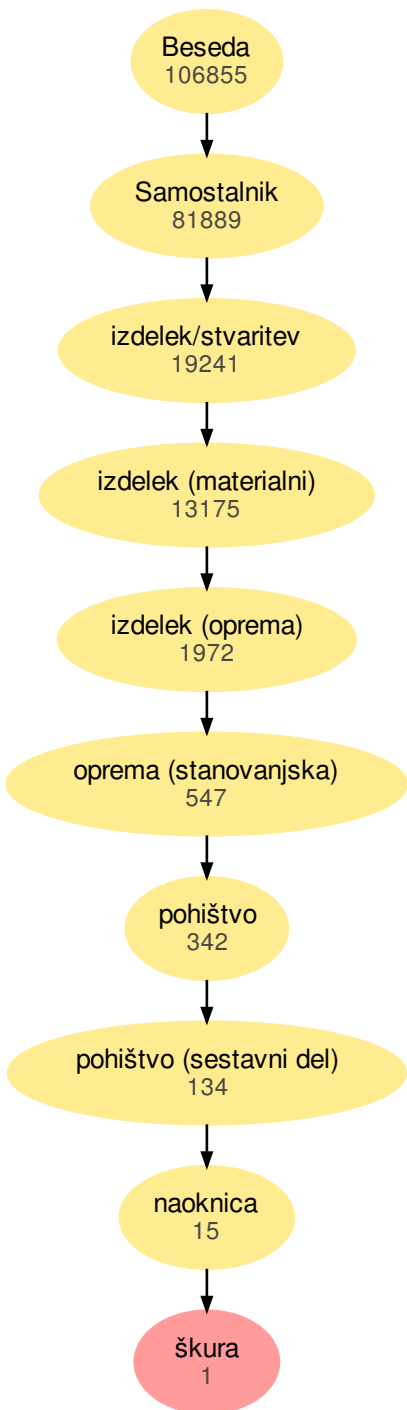 Beseda
106855
Samostalnik
81889
izdelek/stvaritev
19241
izdelek (materialni)
13175
izdelek (oprema)
1972
oprema (stanovanjska)
547
pohištvo
342
pohištvo (sestavni del)
134
naoknica
15
škura
1